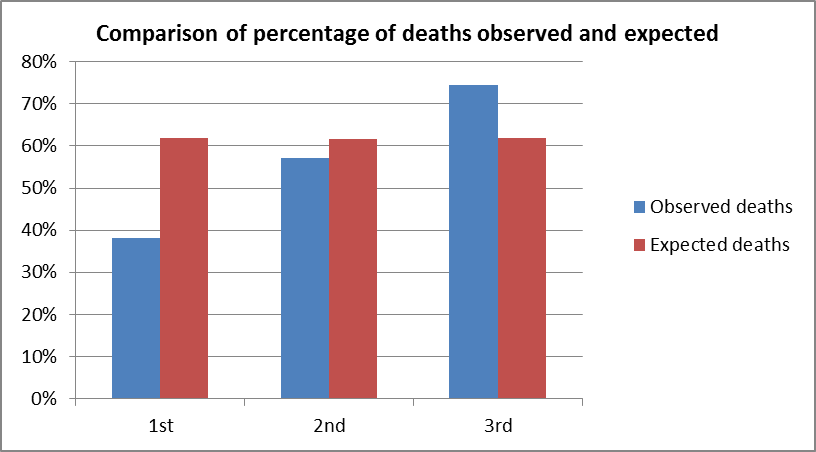 Comparison of percentage of deaths observed and expected
80%
70%
60%
50%
40%
30%
20%
10%
0%
1st
2nd
3rd
Observed deaths
Expected deaths